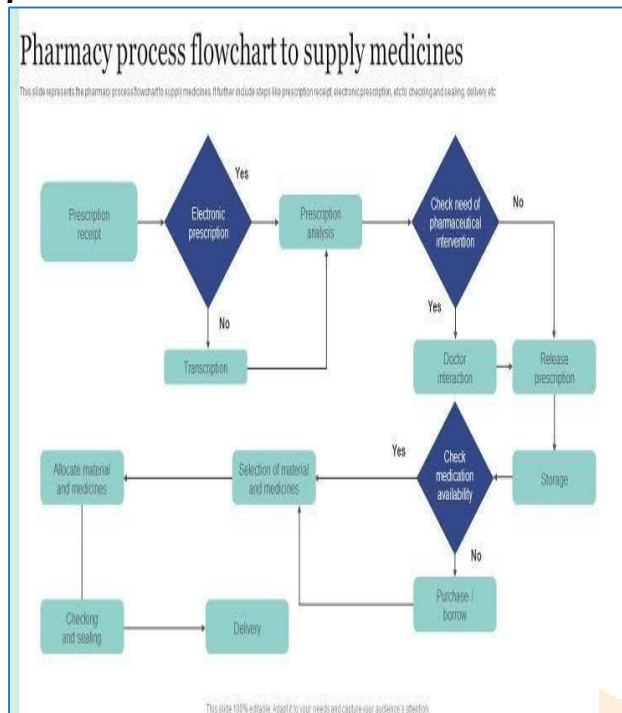 Pharmacy process flowchart to supply medicines
This slide represents the pharmacy process flowchart to supply medicines. It further include steps like prescription receipt, electronic prescription, etc to checking and sealing, delivery etc
Prescription
receipt
Electronic
prescription
Yes
No
Transcription
Prescription
analysis
Check need of
pharmaceutical
intervention
No
Yes
Doctor
interaction
Release
prescription
Storage
Check
medication
availability
Yes
No
Purchase /
borrow
Selection of material
and medicines
Allocate material
and medicines
Checking
and sealing
Delivery
This slide 100% editable. Adapt it to your needs and capture your audience's attention.